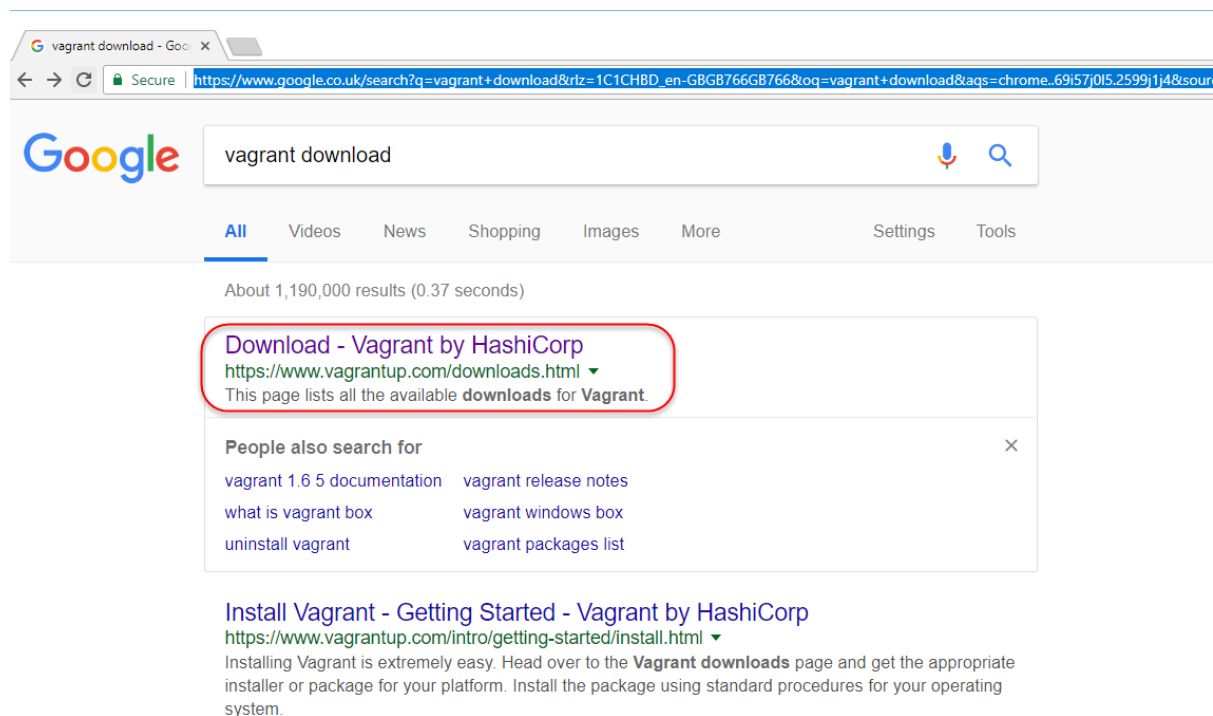 vagrant download - Goo
Secure https://www.google.co.uk/search?q=vagrant+download&rlz=1C1CHBD_en-GBGB766GB766&oq=vagrant+download&aqs=chrome..69i57j0l5.2599j1j4&sour
Google vagrant download
All Videos News Shopping Images More Settings Tools
About 1,190,000 results (0.37 seconds)
Download - Vagrant by HashiCorp
https://www.vagrantup.com/downloads.html
This page lists all the available downloads for Vagrant.
People also search for
vagrant 1.6 5 documentation vagrant release notes
what is vagrant box vagrant windows box
uninstall vagrant vagrant packages list
Install Vagrant - Getting Started - Vagrant by HashiCorp
https://www.vagrantup.com/intro/getting-started/install.html
Installing Vagrant is extremely easy. Head over to the Vagrant downloads page and get the appropriate
installer or package for your platform. Install the package using standard procedures for your operating
system.